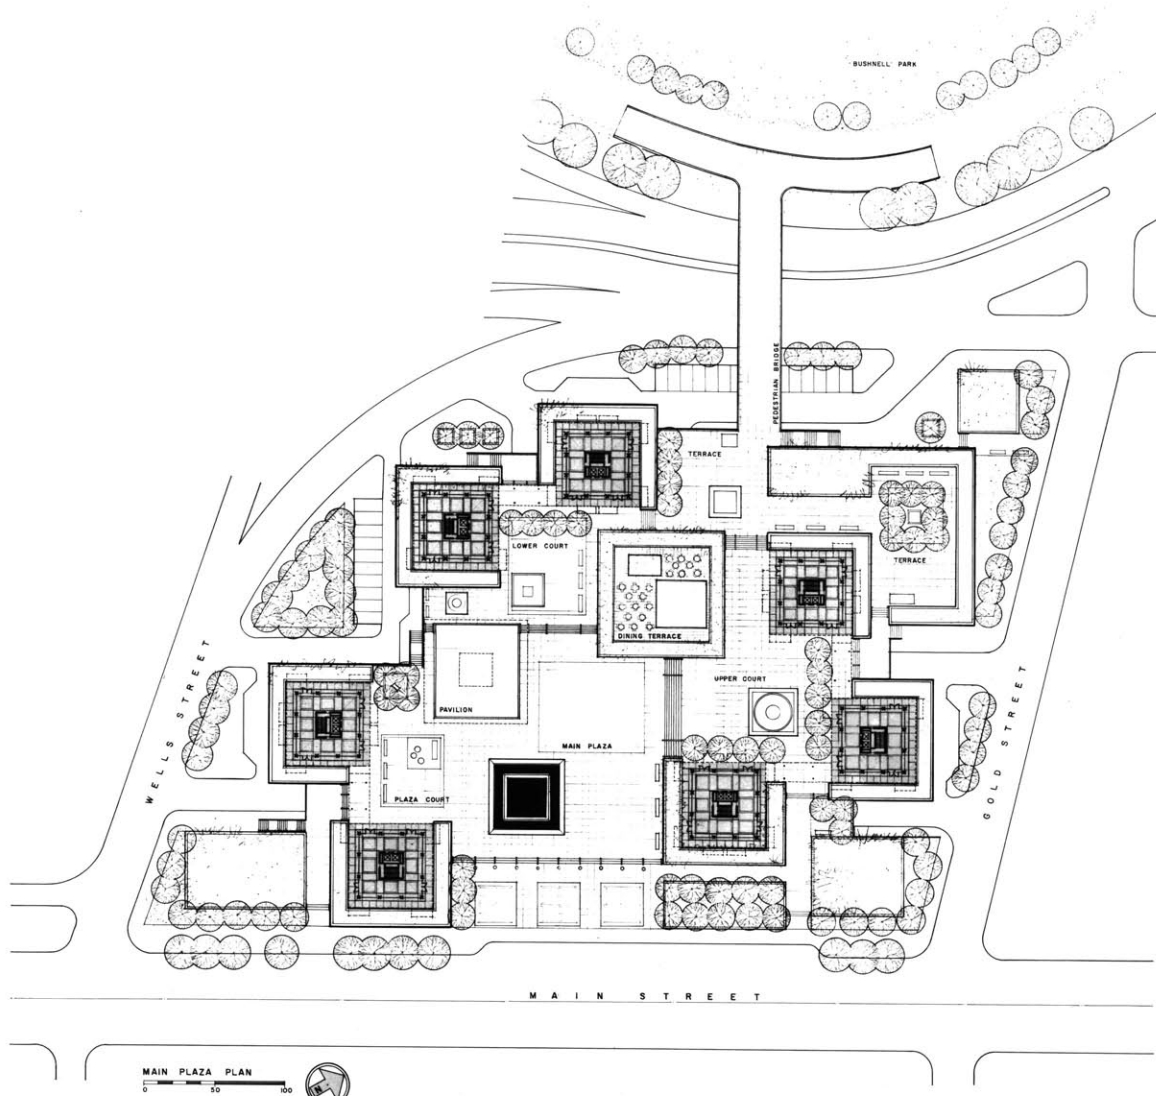 BUSHNELL PARK
PEDESTRIAN BRIDGE
TERRACE
LOWER COURT
TERRACE
DINING TERRACE
UPPER COURT
PAVILION
MAIN PLAZA
PLAZA COURT
WELLS STREET
GOLD STREET
MAIN STREET
MAIN PLAZA PLAN
0 50 100
N